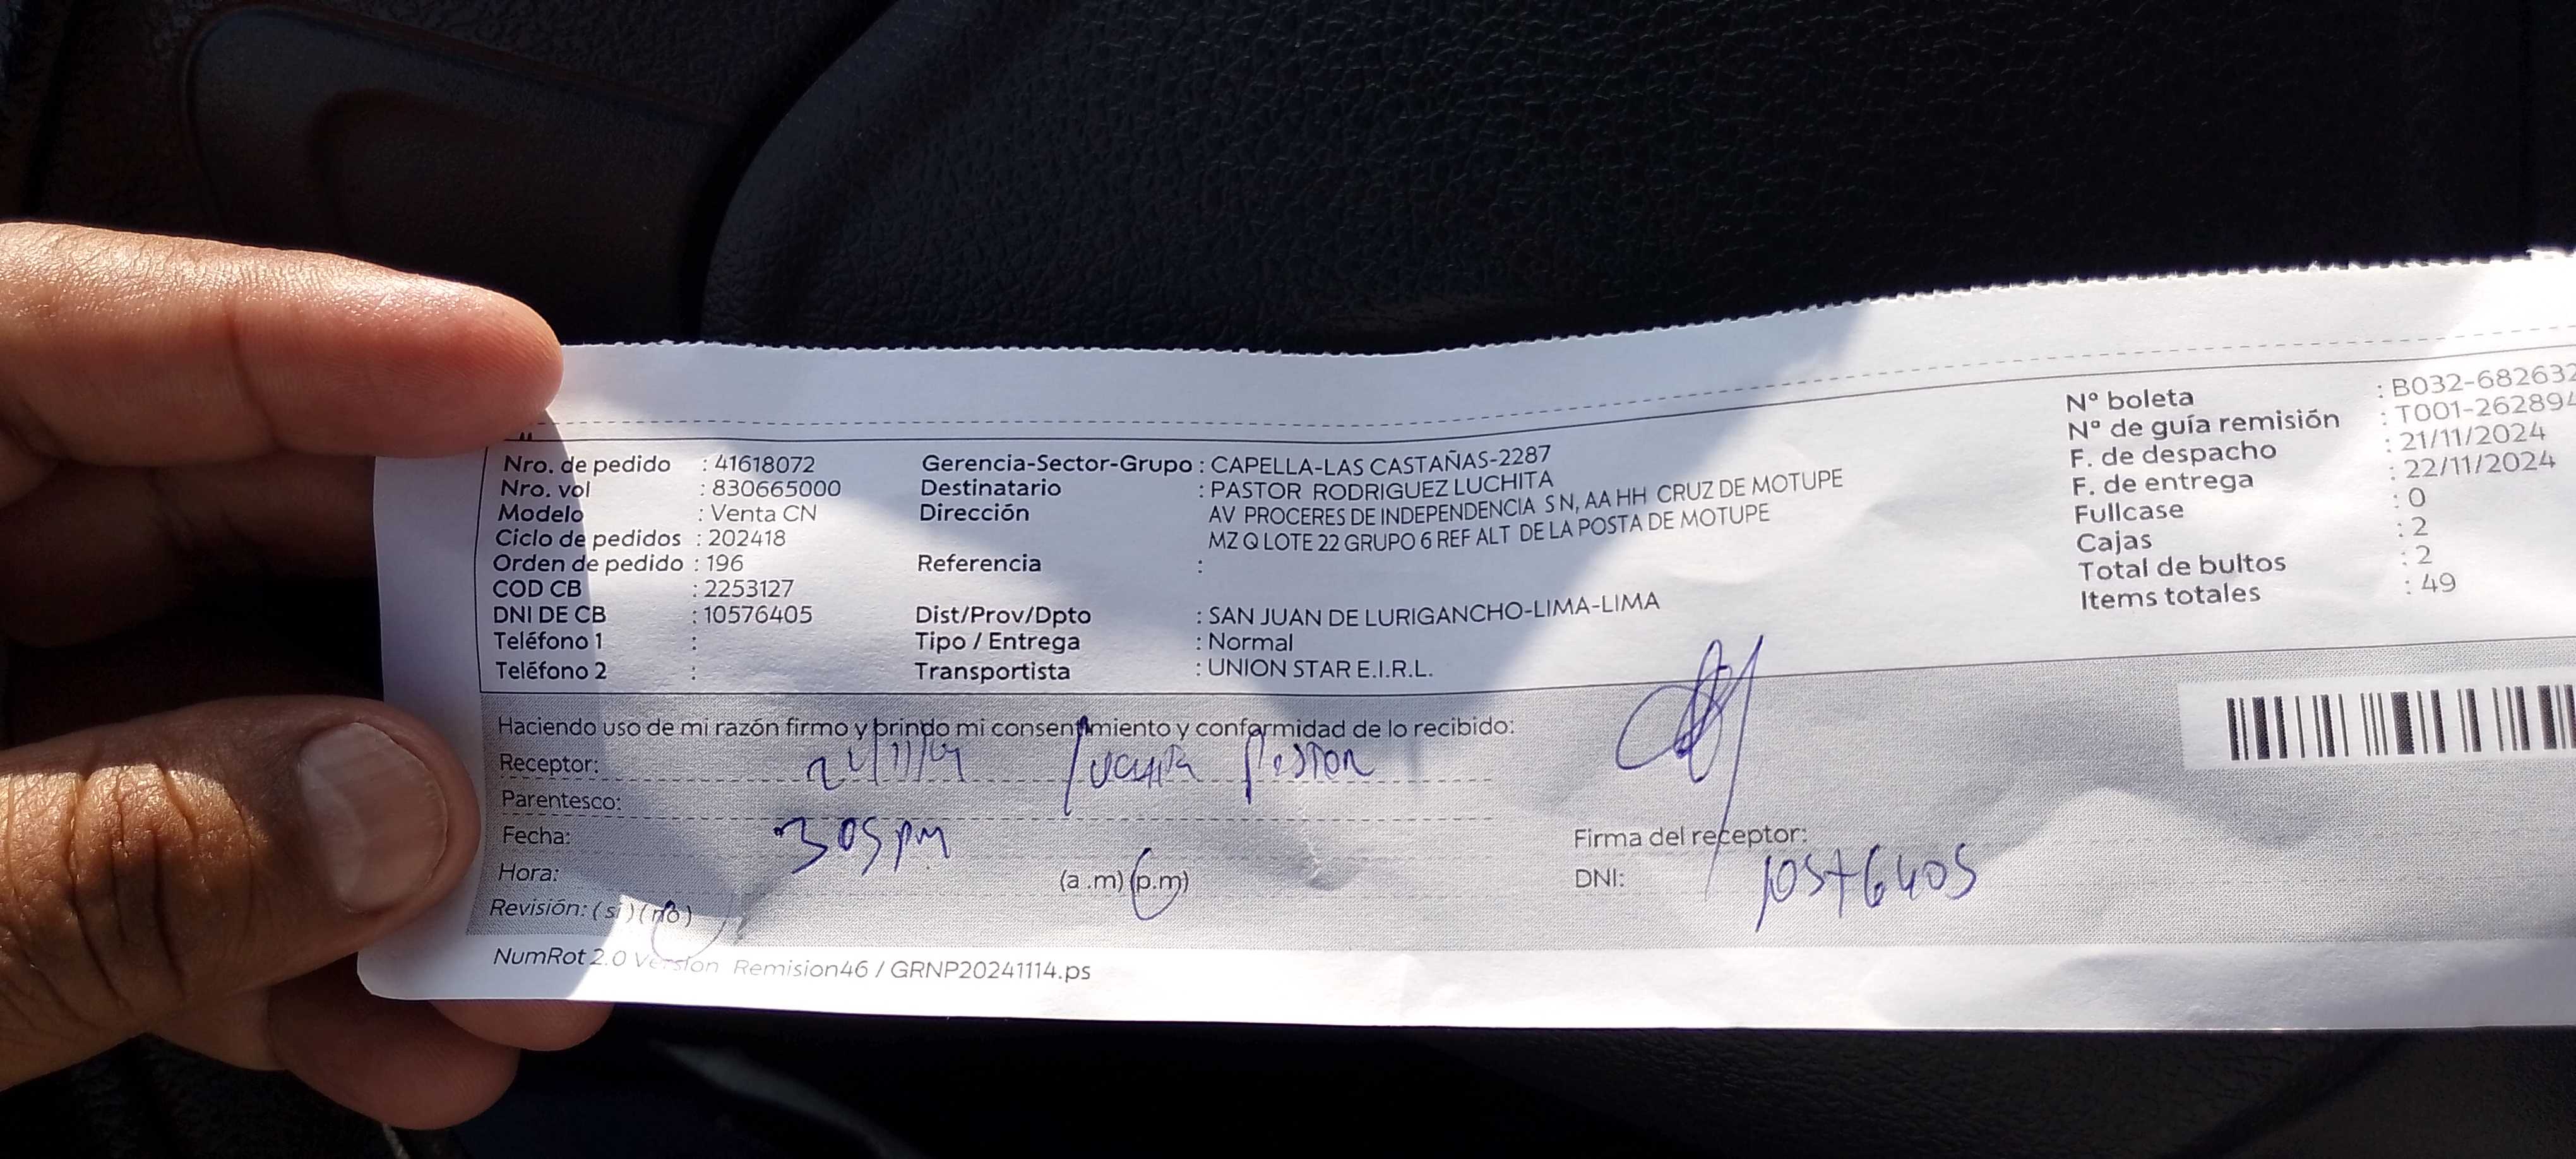 Nro. de pedido : 41618072
Nro. vol : 830665000
Modelo : Venta CN
Ciclo de pedidos : 202418
Orden de pedido : 196
COD CB : 2253127
DNI DE CB : 10576405
Teléfono 1 :
Teléfono 2 :
Gerencia-Sector-Grupo : CAPELLA-LAS CASTAÑAS-2287
Destinatario : PASTOR RODRIGUEZ LUCHITA
Dirección : AV PROCERES DE INDEPENDENCIA S N, AA HH CRUZ DE MOTUPE
MZ Q LOTE 22 GRUPO 6 REF ALT DE LA POSTA DE MOTUPE
Referencia :
Dist/Prov/Dpto : SAN JUAN DE LURIGANCHO-LIMA-LIMA
Tipo / Entrega : Normal
Transportista : UNION STAR E.I.R.L.
Nº boleta : B032-682632
Nº de guía remisión : T001-262894
F. de despacho : 21/11/2024
F. de entrega : 22/11/2024
Fullcase : 0
Cajas : 2
Total de bultos : 2
Items totales : 49
Haciendo uso de mi razón firmo y brindo mi consentimiento y conformidad de lo recibido:
Receptor: Luchita Pastor
Parentesco:
Fecha: 305 pm
Hora: (a .m) (p.m)
Revisión: (si) (no)
Firma del receptor:
DNI: 10576405
NumRot 2.0 Version Remision46 / GRNP20241114.ps